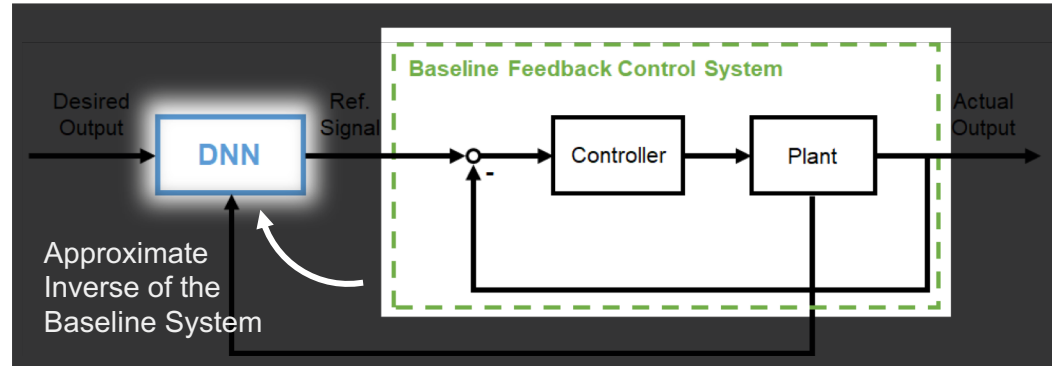 Baseline Feedback Control System
Desired
Output
Ref.
Signal
Actual
Output
DNN
Controller
Plant
-
Approximate
Inverse of the
Baseline System